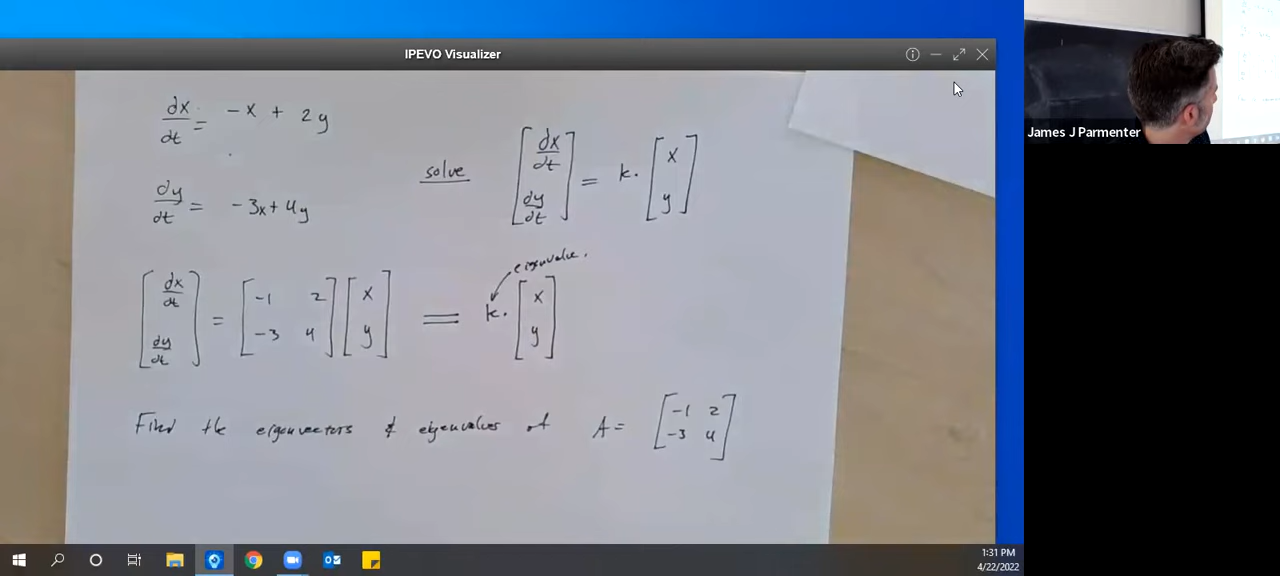 IPEVO Visualizer
James J Parmenter
dx/dt = -x + 2y
dy/dt = -3x+4y
solve [dx/dt dy/dt] = k. [x y]
eigenvalue.
[dx/dt dy/dt] = [-1 2 -3 4] [x y] = k. [x y]
Find the eigenvectors & eigenvalues of A = [-1 2 -3 4]
1:31 PM
4/22/2022